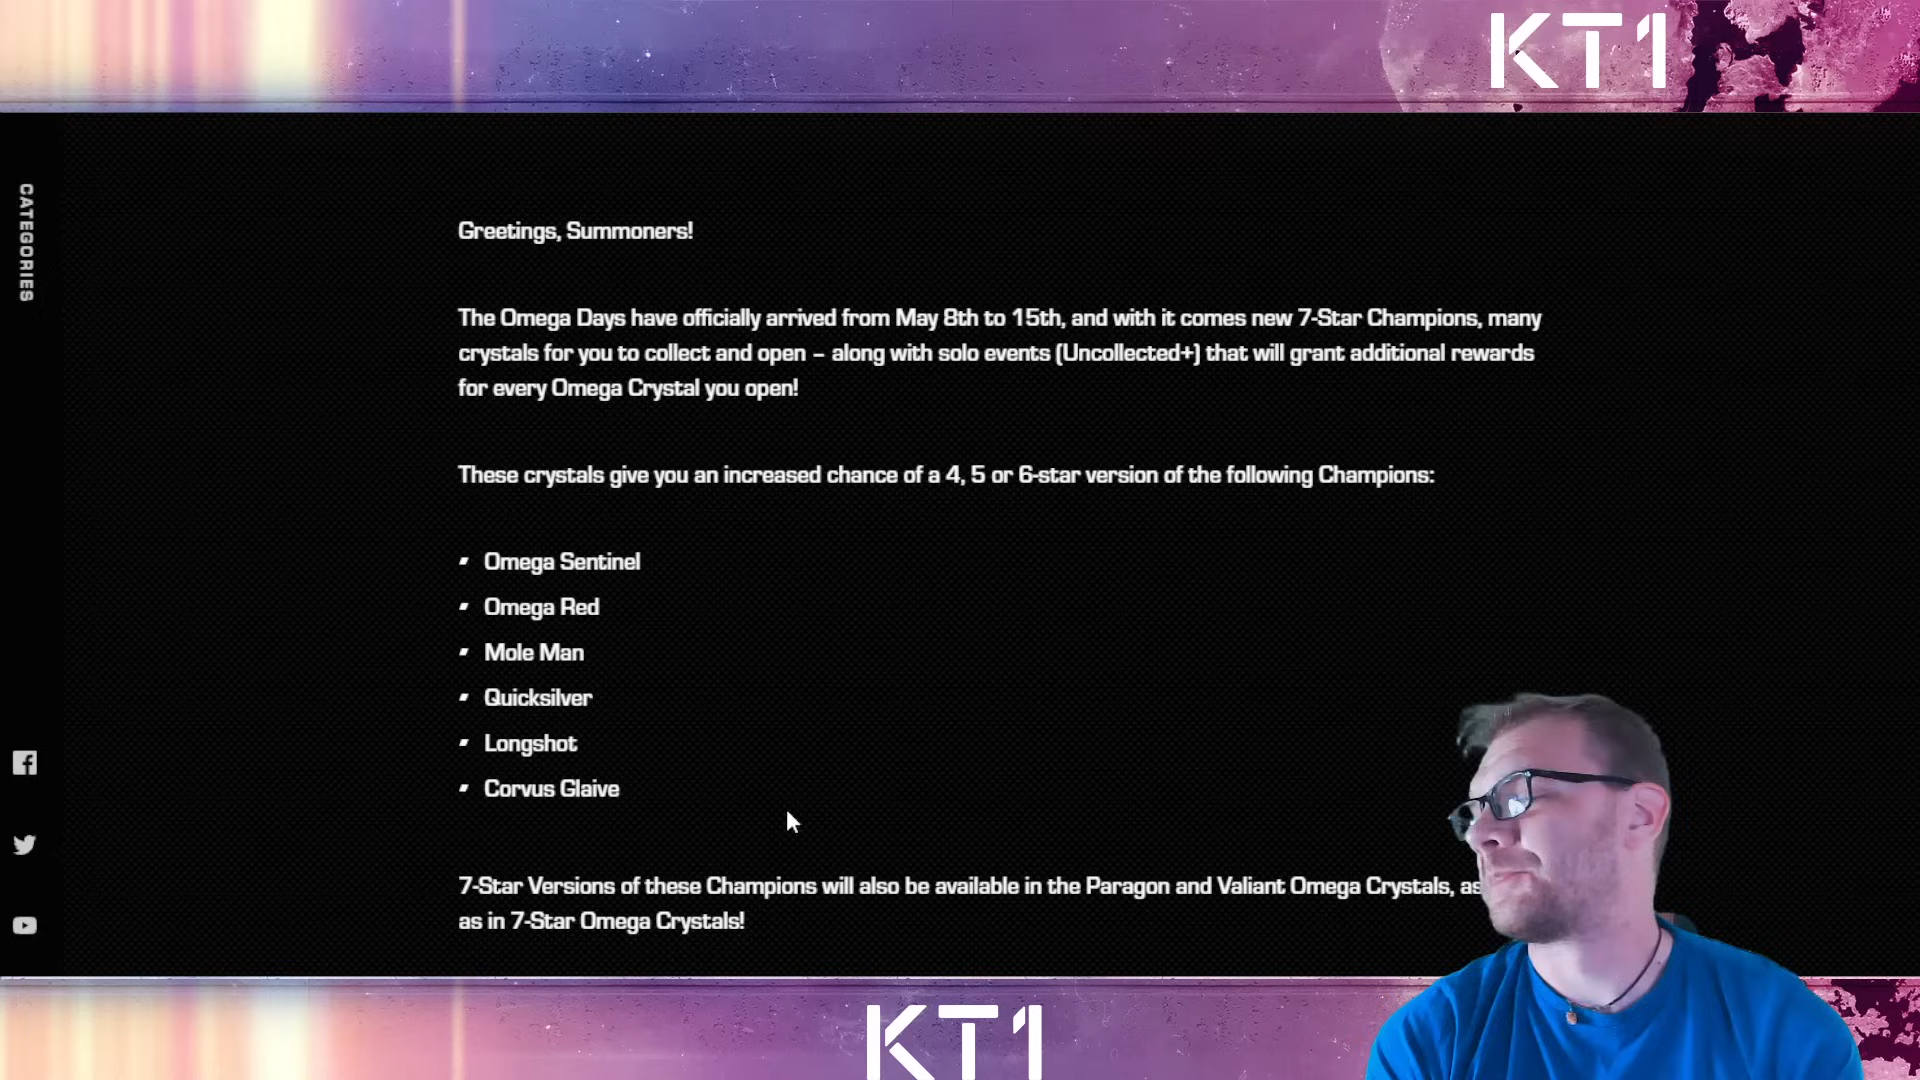 KT1
CATEGORIES
Greetings, Summoners!
The Omega Days have officially arrived from May 8th to 15th, and with it comes new 7-Star Champions, many
crystals for you to collect and open – along with solo events (Uncollected+) that will grant additional rewards
for every Omega Crystal you open!
These crystals give you an increased chance of a 4, 5 or 6-star version of the following Champions:
Omega Sentinel
Omega Red
Mole Man
Quicksilver
Longshot
Corvus Glaive
7-Star Versions of these Champions will also be available in the Paragon and Valiant Omega Crystals, as
as in 7-Star Omega Crystals!
KT1